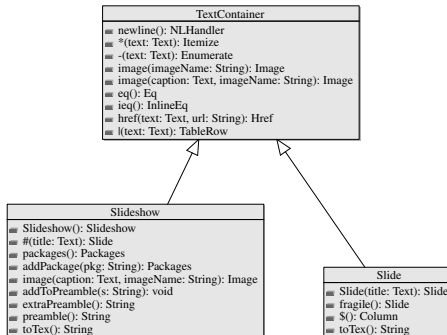 TextContainer
newline(): NLHandler
*(text: Text): Itemize
-(text: Text): Enumerate
image(imageName: String): Image
image(caption: Text, imageName: String): Image
eq(): Eq
ieq(): InlineEq
href(text: Text, url: String): Href
|(text: Text): TableRow
Slideshow
Slideshow(): Slideshow
#(title: Text): Slide
packages(): Packages
addPackage(pkg: String): Packages
image(caption: Text, imageName: String): Image
addToPreamble(s: String): void
extraPreamble(): String
preamble(): String
toTex(): String
Slide
Slide(title: Text): Slide
fragile(): Slide
$(): Column
toTex(): String